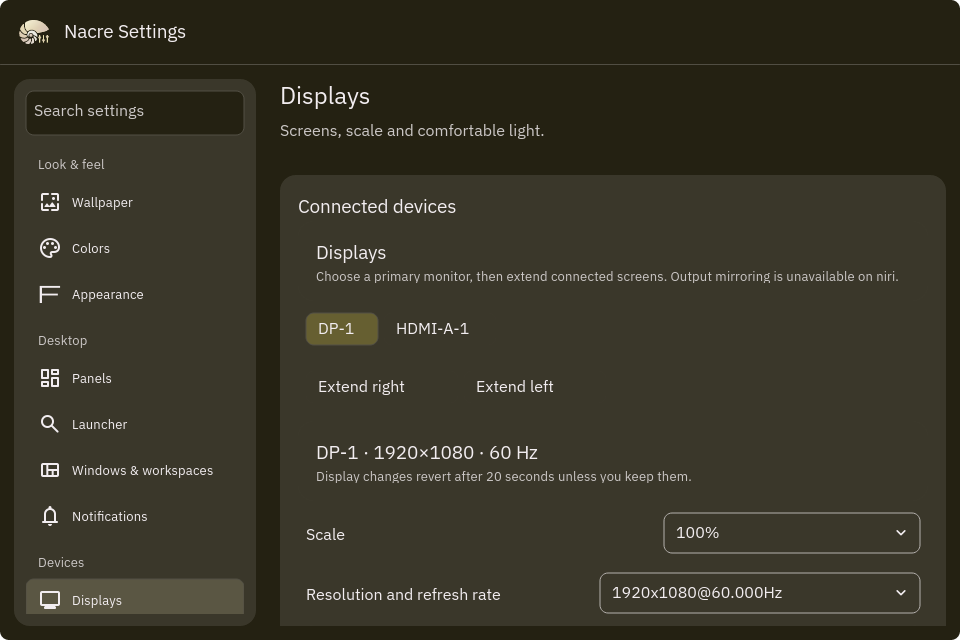 Nacre Settings
Search settings
Look & feel
Wallpaper
Colors
Appearance
Desktop
Panels
Launcher
Windows & workspaces
Notifications
Devices
Displays
Displays
Screens, scale and comfortable light.
Connected devices
Displays
Choose a primary monitor, then extend connected screens. Output mirroring is unavailable on niri.
DP-1 HDMI-A-1
Extend right Extend left
DP-1 · 1920×1080 · 60 Hz
Display changes revert after 20 seconds unless you keep them.
Scale 100%
Resolution and refresh rate 1920x1080@60.000Hz